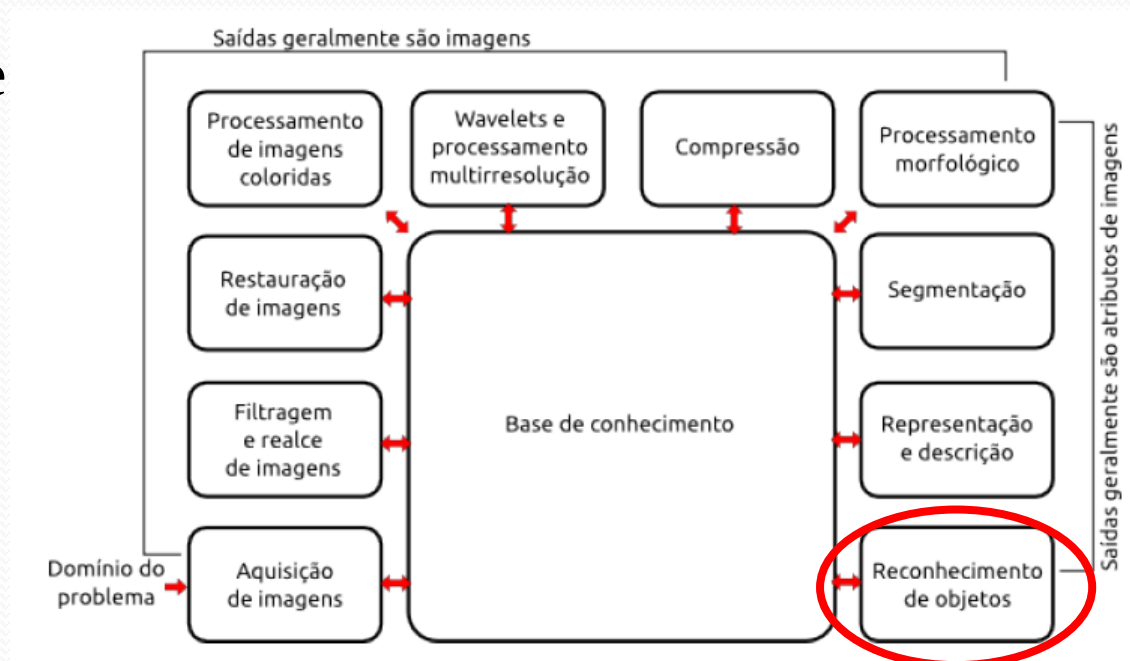 Saídas geralmente são imagens
e
Processamento
de imagens
coloridas
Wavelets e
processamento
multirresolução
Compressão
Processamento
morfológico
Restauração
de imagens
Segmentação
Filtragem
e realce
de imagens
Base de conhecimento
Representação
e descrição
Domínio do
problema
Aquisição
de imagens
Reconhecimento
de objetos
Saídas geralmente são atributos de imagens